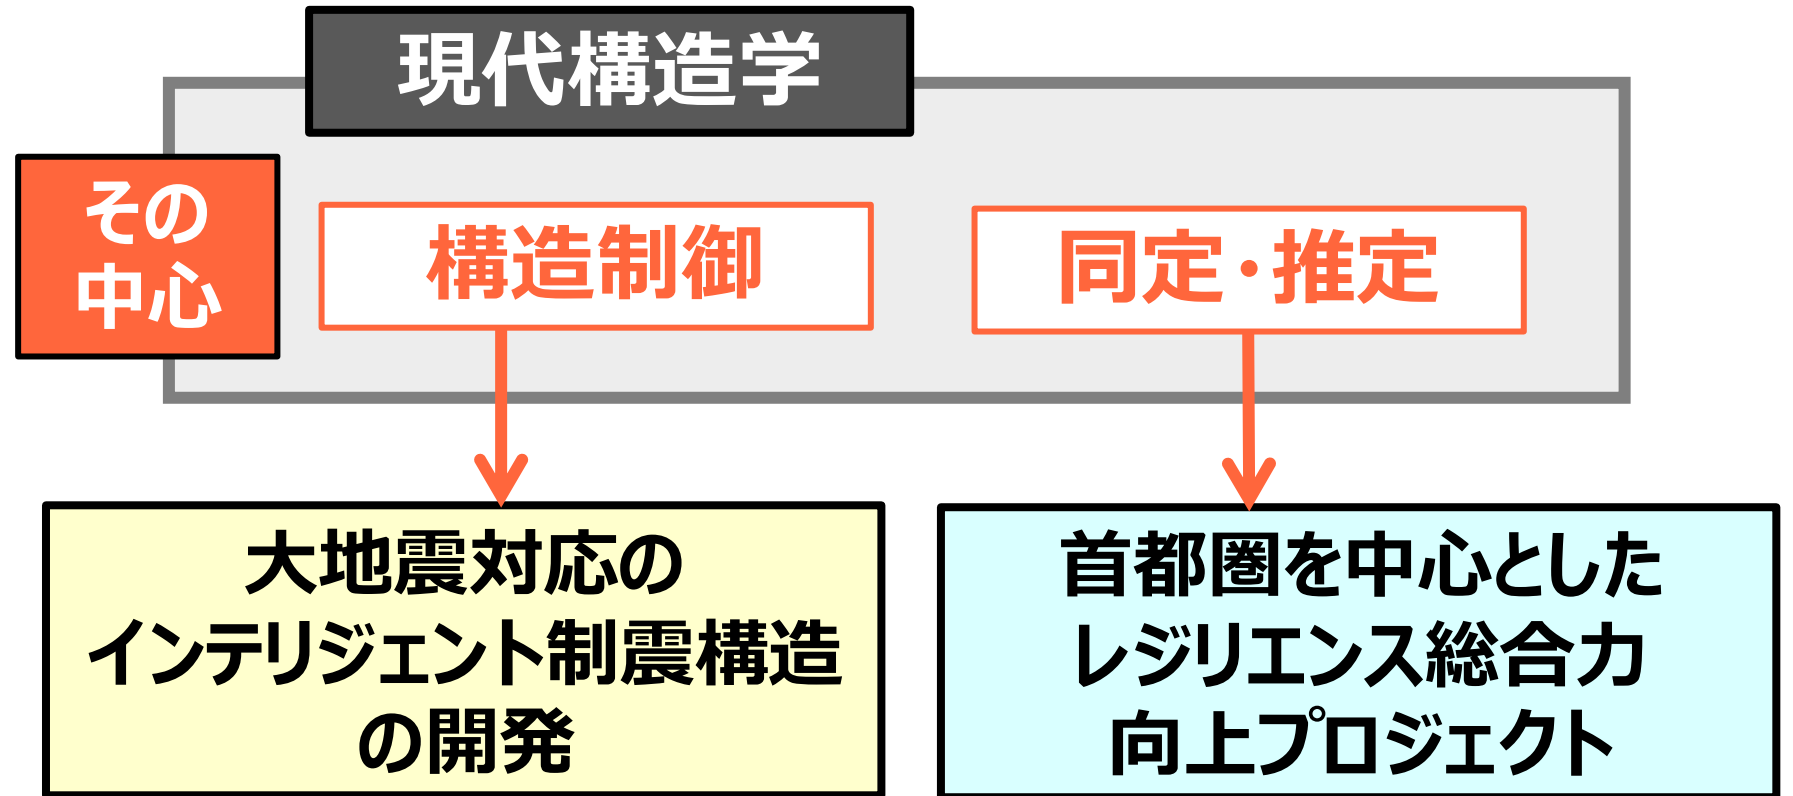 現代構造学
その
中心
構造制御
同定・推定
大地震対応の
インテリジェント制震構造
の開発
首都圏を中心とした
レジリエンス総合力
向上プロジェクト